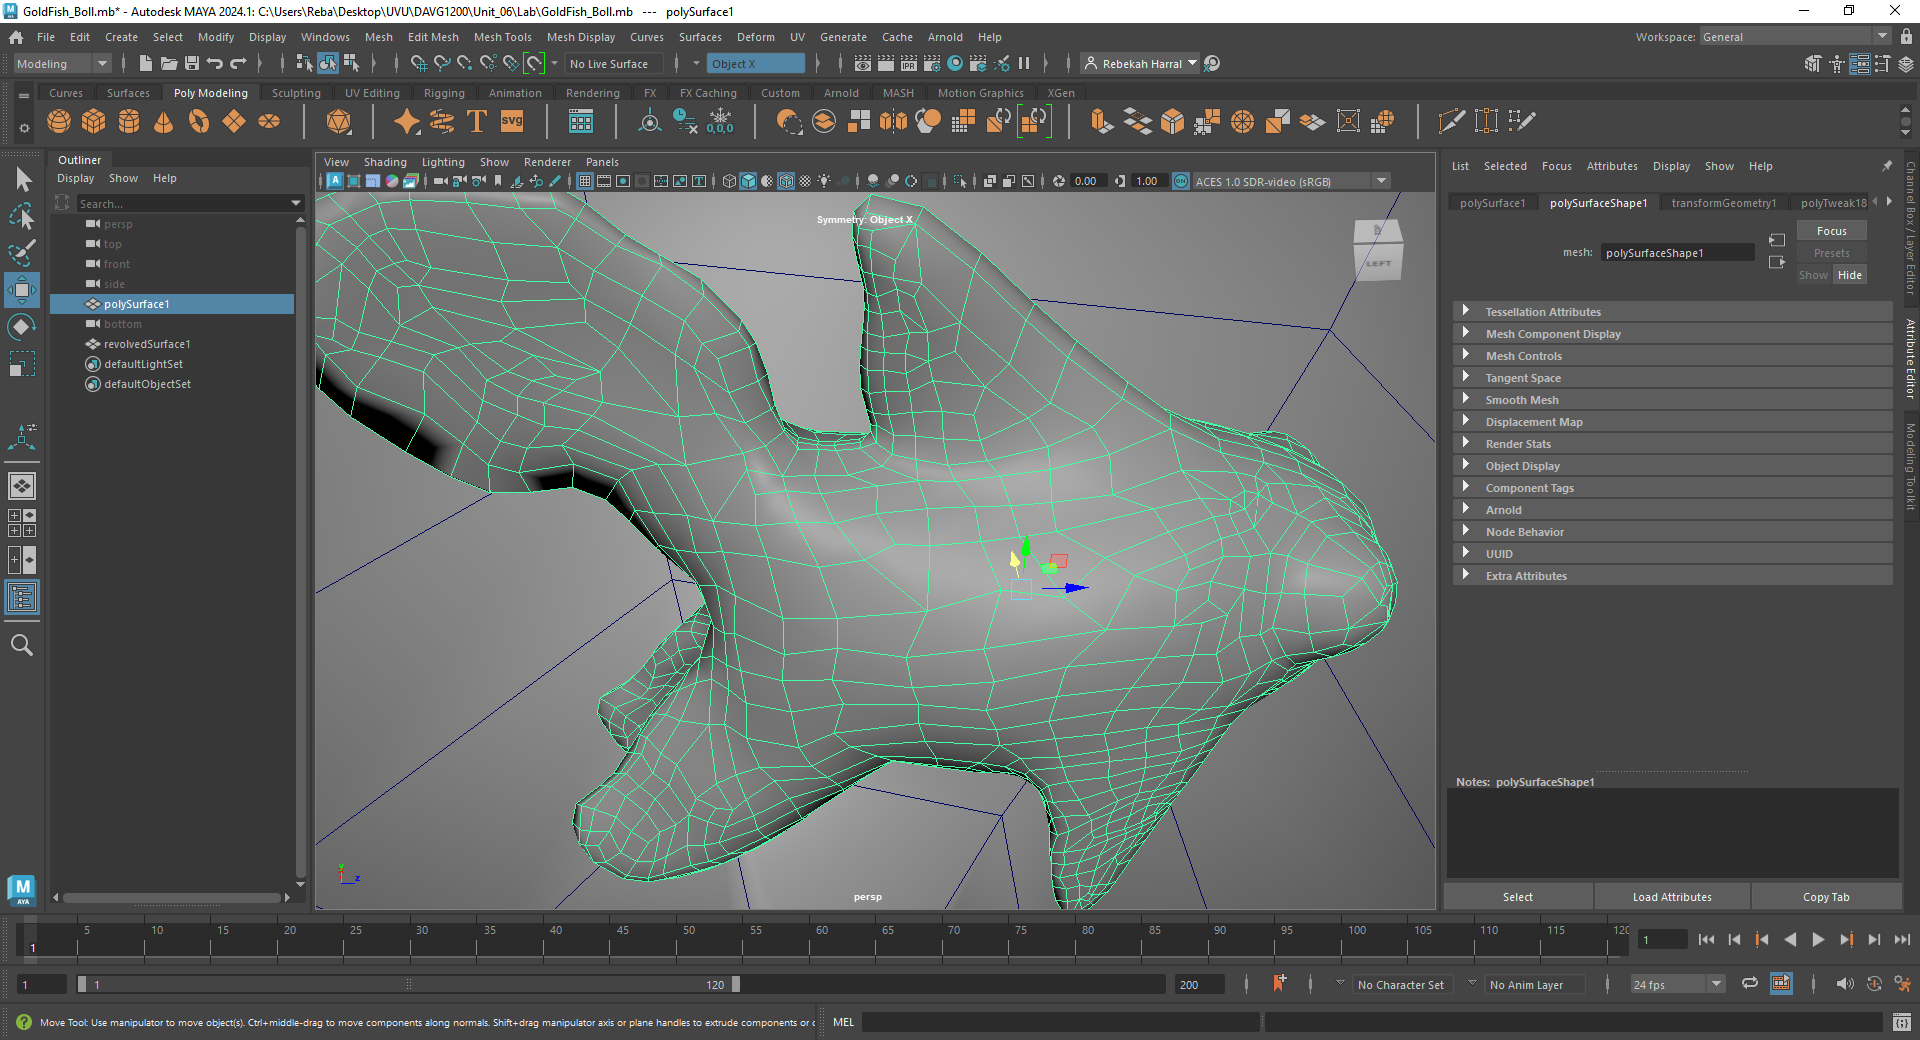 GoldFish_Boll.mb* - Autodesk MAYA 2024.1: C:\Users\Reba\Desktop\UVU\DAVG1200\Unit_06\Lab\GoldFish_Boll.mb --- polySurface1
File Edit Create Select Modify Display Windows Mesh Edit Mesh Mesh Tools Mesh Display Curves Surfaces Deform UV Generate Cache Arnold Help
Workspace: General
Modeling
No Live Surface
Object X
Rebekah Harral
Curves Surfaces Poly Modeling Sculpting UV Editing Rigging Animation Rendering FX FX Caching Custom Arnold MASH Motion Graphics XGen
T
SVG
0,0,0
IPR
Outliner
Display Show Help
Search...
persp
top
front
side
polySurface1
bottom
revolvedSurface1
defaultLightSet
defaultObjectSet
View Shading Lighting Show Renderer Panels
0.00
1.00
ON
ACES 1.0 SDR-video (sRGB)
Symmetry: Object X
LEFT
y
z
persp
List Selected Focus Attributes Display Show Help
polySurface1 polySurfaceShape1 transformGeometry1 polyTweak18
mesh: polySurfaceShape1
Focus
Presets
Show Hide
Tessellation Attributes
Mesh Component Display
Mesh Controls
Tangent Space
Smooth Mesh
Displacement Map
Render Stats
Object Display
Component Tags
Arnold
Node Behavior
UUID
Extra Attributes
Notes: polySurfaceShape1
Select Load Attributes Copy Tab
Channel Box / Layer Editor
Attribute Editor
Modeling Toolkit
M
AYA
5 10 15 20 25 30 35 40 45 50 55 60 65 70 75 80 85 90 95 100 105 110 115 120
1
1
1
1
120
200
No Character Set
No Anim Layer
24 fps
Move Tool: Use manipulator to move object(s). Ctrl+middle-drag to move components along normals. Shift+drag manipulator axis or plane handles to extrude components or
MEL